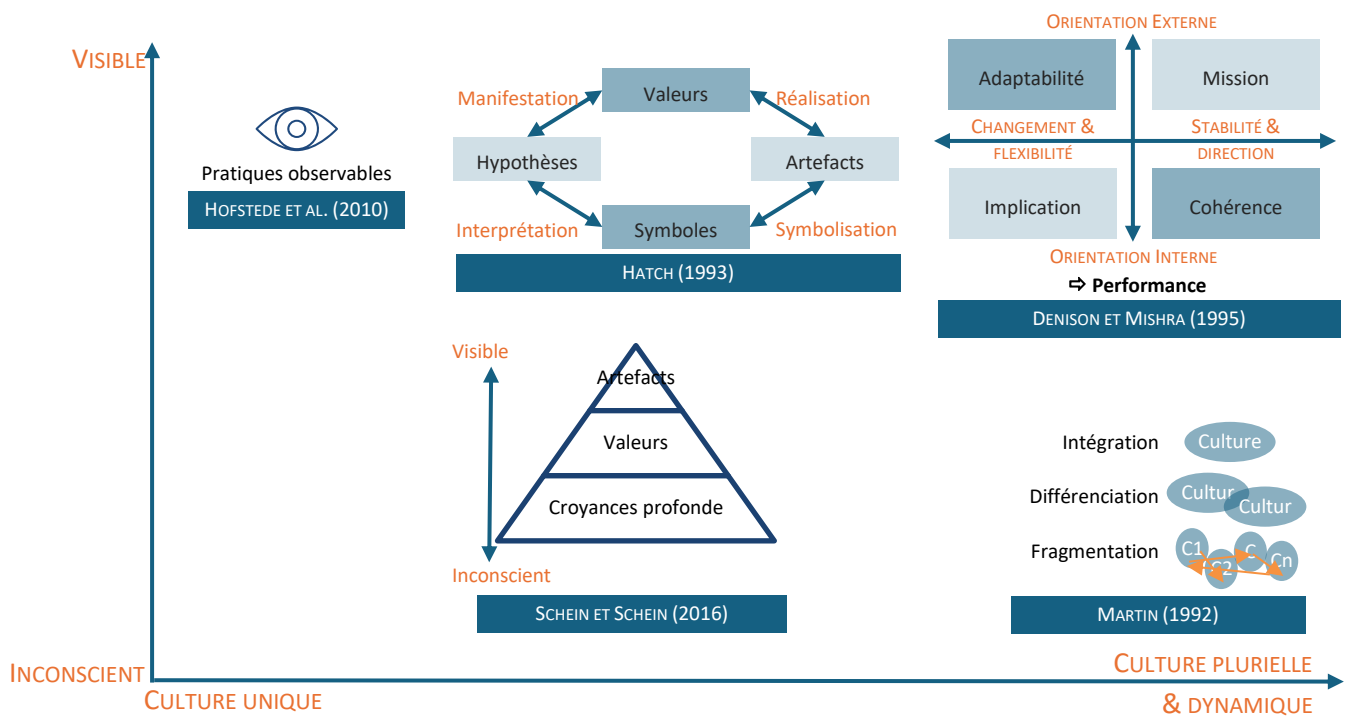 VISIBLE
Pratiques observables
HOFSTEDE ET AL. (2010)
Manifestation
Valeurs
Réalisation
Hypothèses
Artefacts
Interprétation
Symboles
Symbolisation
HATCH (1993)
ORIENTATION EXTERNE
Adaptabilité
Mission
CHANGEMENT &
FLEXIBILITÉ
STABILITÉ &
DIRECTION
Implication
Cohérence
ORIENTATION INTERNE
⇨ Performance
DENISON ET MISHRA (1995)
Visible
Artefacts
Valeurs
Croyances profonde
Inconscient
SCHEIN ET SCHEIN (2016)
Intégration
Culture
Différenciation
Cultur
Cultur
Fragmentation
C1
C2
C
Cn
MARTIN (1992)
INCONSCIENT
CULTURE UNIQUE
CULTURE PLURIELLE
& DYNAMIQUE